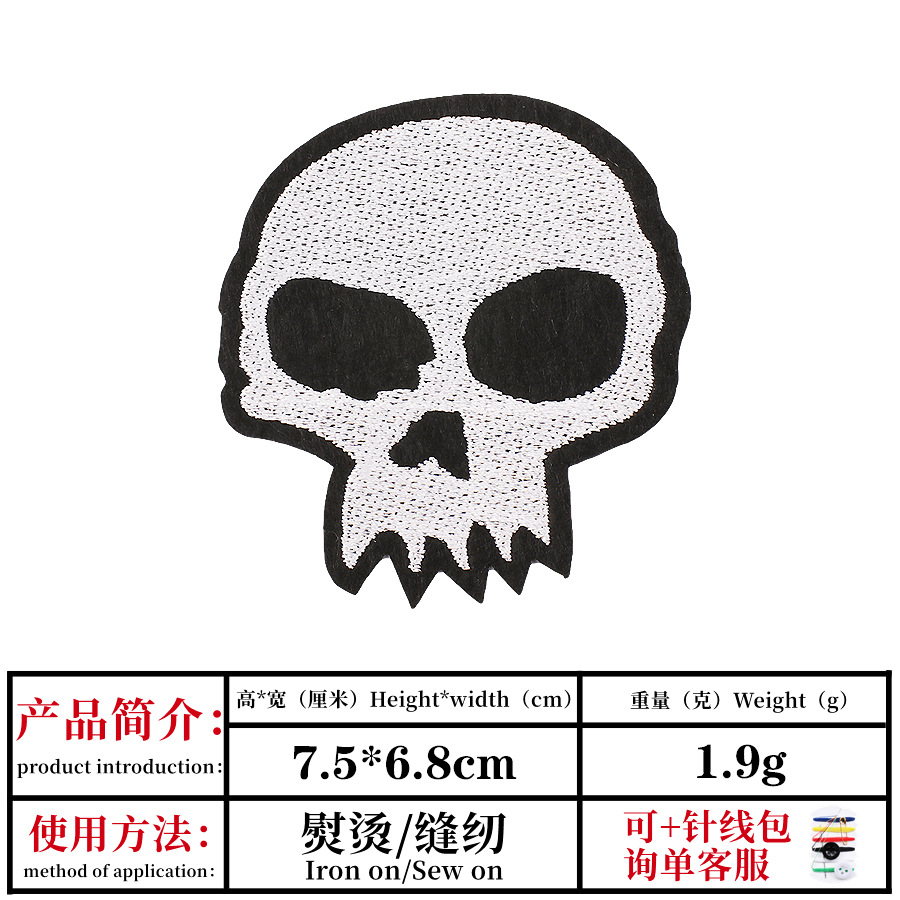 产品简介：
product introduction:
高*宽（厘米）Height*width（cm）
重量（克）Weight（g）
7.5*6.8cm
1.9g
使用方法：
method of application:
熨烫/缝纫
Iron on/Sew on
可+针线包
询单客服